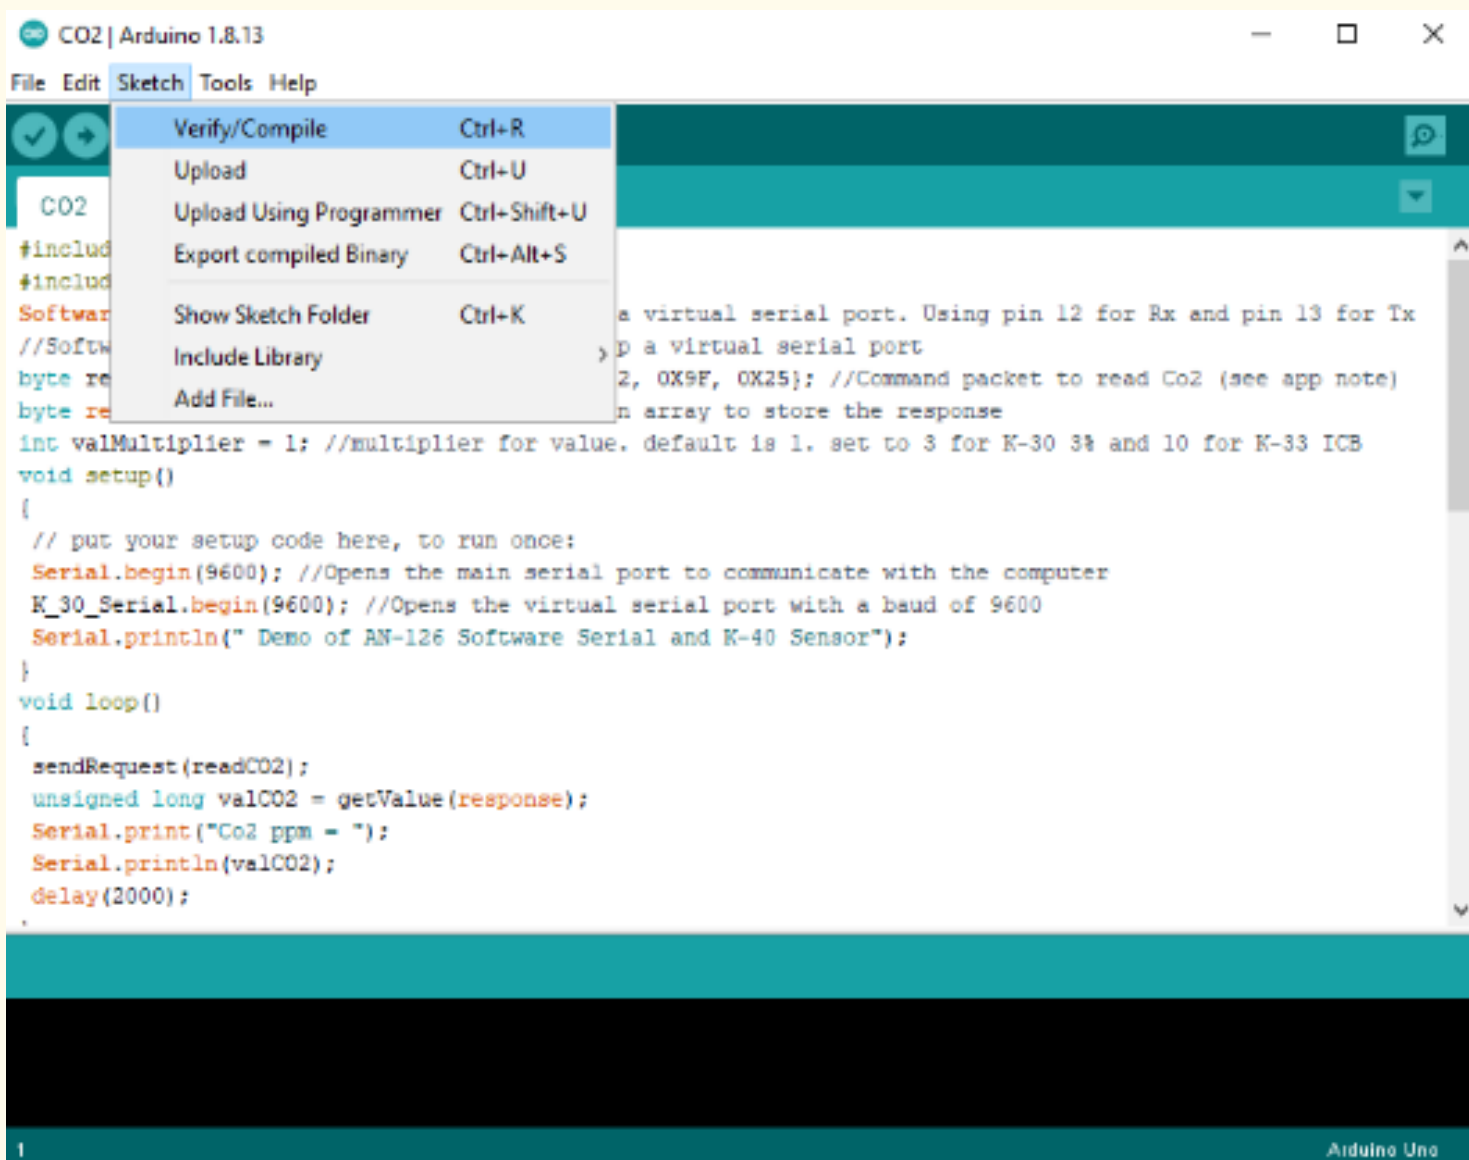 CO2 | Arduino 1.8.13
File Edit Sketch Tools Help
Verify/Compile Ctrl+R
Upload Ctrl+U
Upload Using Programmer Ctrl+Shift+U
Export compiled Binary Ctrl+Alt+S
Show Sketch Folder Ctrl+K
Include Library
Add File...
CO2
#includ
#includ
Softwar a virtual serial port. Using pin 12 for Rx and pin 13 for Tx
//Softw p a virtual serial port
byte re 2, 0X9F, 0X25}; //Command packet to read Co2 (see app note)
byte re n array to store the response
int valMultiplier = 1; //multiplier for value. default is 1. set to 3 for K-30 3% and 10 for K-33 ICB
void setup()
{
// put your setup code here, to run once:
Serial.begin(9600); //Opens the main serial port to communicate with the computer
K_30_Serial.begin(9600); //Opens the virtual serial port with a baud of 9600
Serial.println(" Demo of AN-126 Software Serial and K-40 Sensor");
}
void loop()
{
sendRequest(readCO2);
unsigned long valCO2 = getValue(response);
Serial.print("Co2 ppm = ");
Serial.println(valCO2);
delay(2000);
1 Arduino Uno